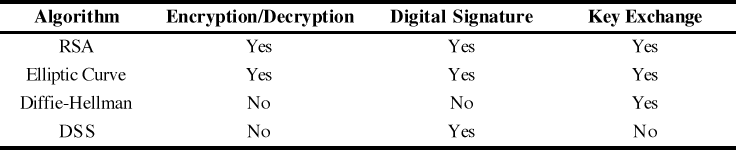 Algorithm Encryption/Decryption Digital Signature Key Exchange
RSA Yes Yes Yes
Elliptic Curve Yes Yes Yes
Diffie-Hellman No No Yes
DSS No Yes No